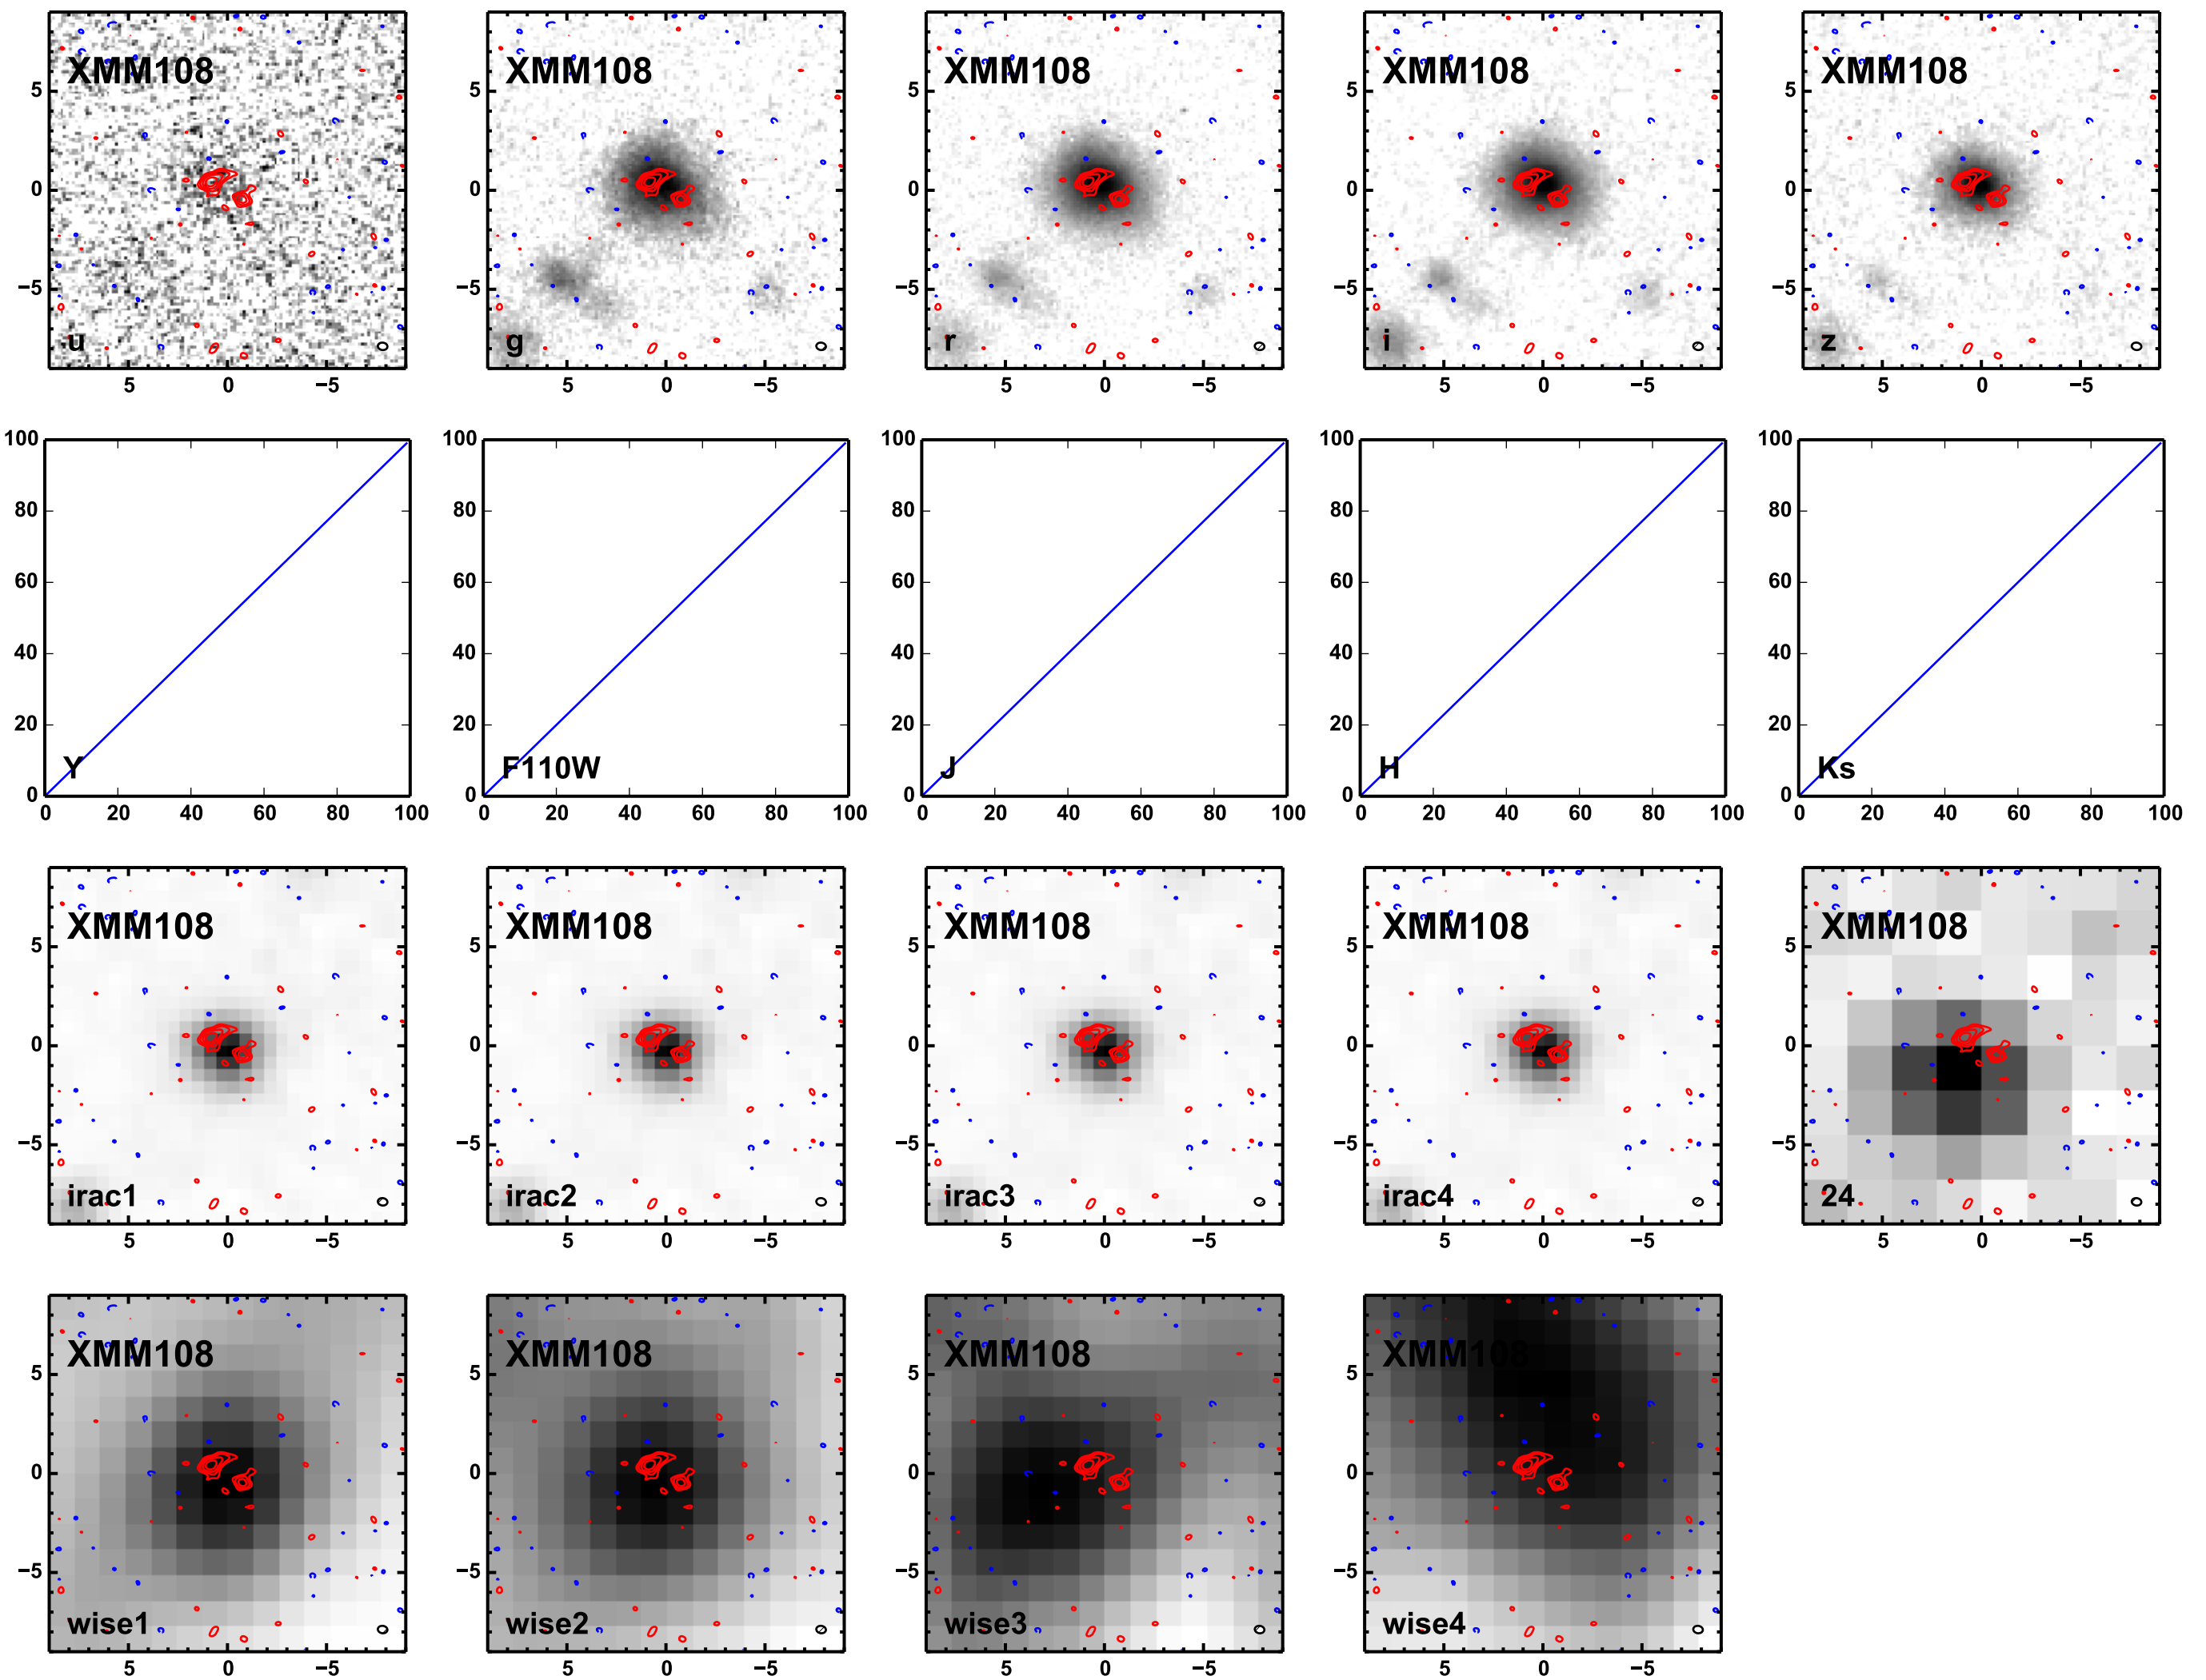 XMM108 XMM108 XMM108 XMM108 XMM108
5 5 5 5 5
0 0 0 0 0
−5 −5 −5 −5 −5
u g r i z
5 0 −5 5 0 −5 5 0 −5 5 0 −5 5 0 −5
100 100 100 100 100
80 80 80 80 80
60 60 60 60 60
40 40 40 40 40
20 20 20 20 20
Y F110W J H Ks
0 0 0 0 0
0 20 40 60 80 100 0 20 40 60 80 100 0 20 40 60 80 100 0 20 40 60 80 100 0 20 40 60 80 100
XMM108 XMM108 XMM108 XMM108 XMM108
5 5 5 5 5
0 0 0 0 0
−5 −5 −5 −5 −5
irac1 irac2 irac3 irac4 24
5 0 −5 5 0 −5 5 0 −5 5 0 −5 5 0 −5
XMM108 XMM108 XMM108 XMM108
5 5 5 5
0 0 0 0
−5 −5 −5 −5
wise1 wise2 wise3 wise4
5 0 −5 5 0 −5 5 0 −5 5 0 −5